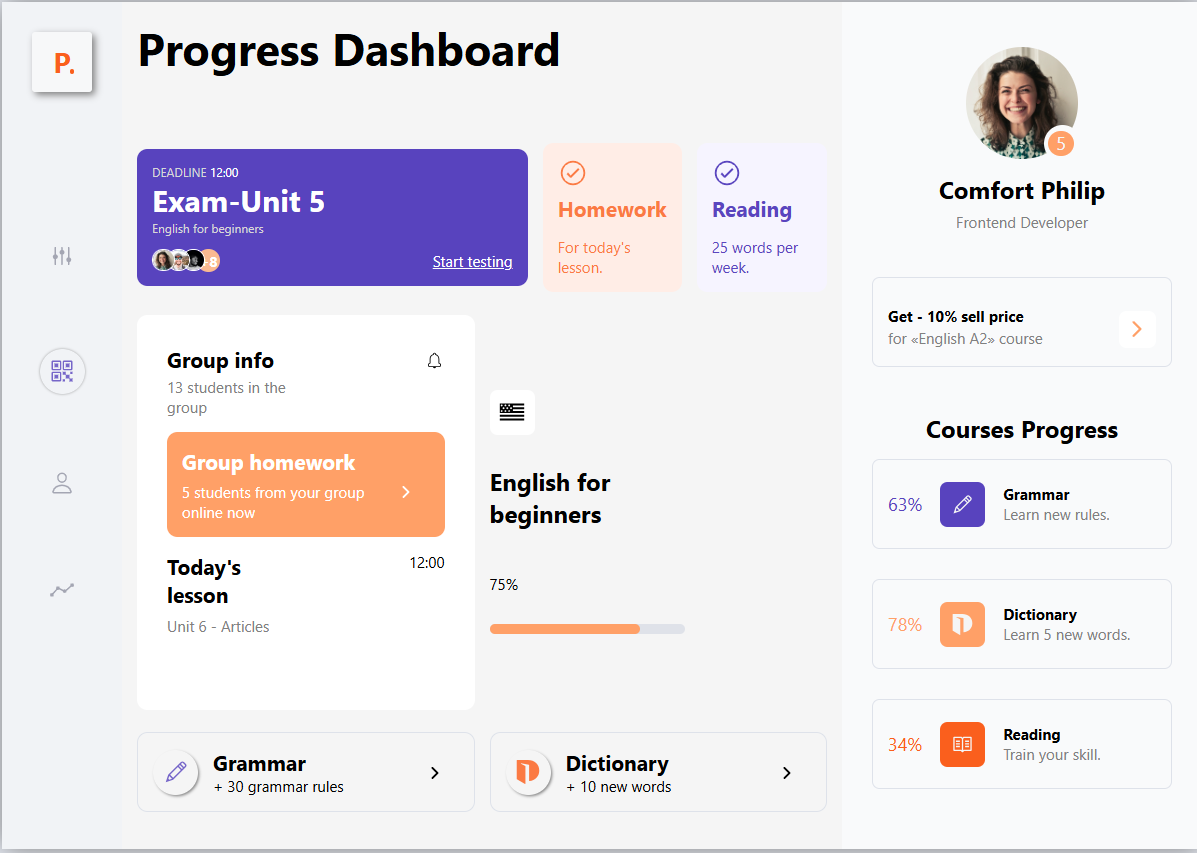 P.
Progress Dashboard
DEADLINE 12:00
Exam-Unit 5
English for beginners
+8
Start testing
Homework
For today's
lesson.
Reading
25 words per
week.
Group info
13 students in the
group
Group homework
5 students from your group
online now
Today's
lesson
12:00
Unit 6 - Articles
English for
beginners
75%
Grammar
+ 30 grammar rules
Dictionary
+ 10 new words
5
Comfort Philip
Frontend Developer
Get - 10% sell price
for «English A2» course
Courses Progress
63%
Grammar
Learn new rules.
78%
Dictionary
Learn 5 new words.
34%
Reading
Train your skill.